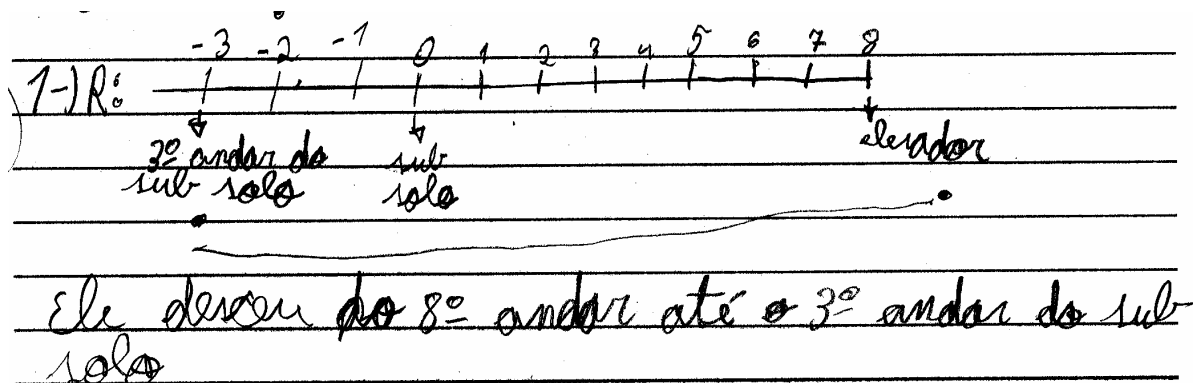 -3 -2 -1 0 1 2 3 4 5 6 7 8
1-) R:
3º andar do sub solo elevador
sub solo solo
Ele desceu do 8º andar até o 3º andar do sub
solo